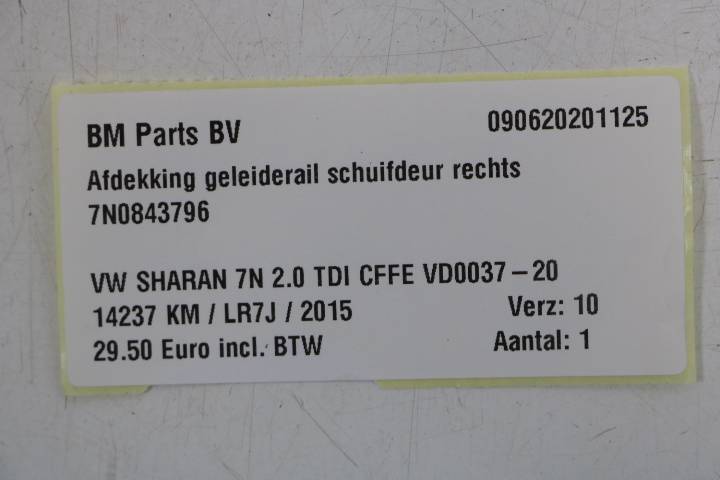 BM Parts BV 090620201125
Afdekking geleiderail schuifdeur rechts
7N0843796
VW SHARAN 7N 2.0 TDI CFFE VD0037-20
14237 KM / LR7J / 2015 Verz: 10
29.50 Euro incl. BTW Aantal: 1